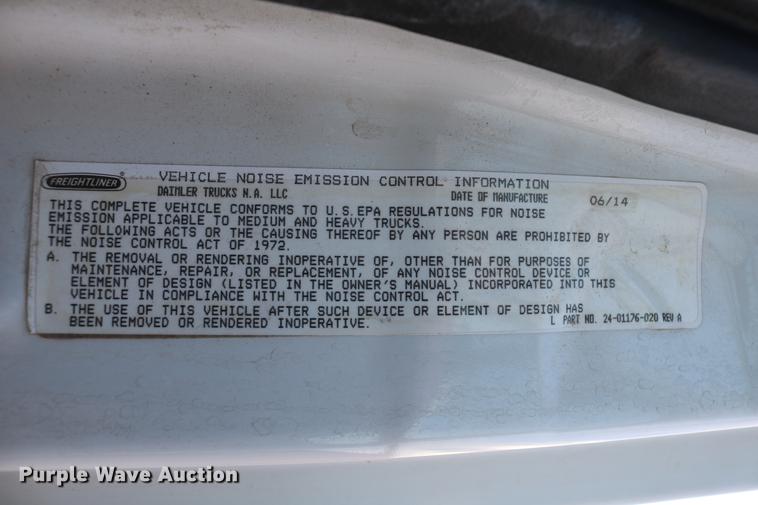 FREIGHTLINER VEHICLE NOISE EMISSION CONTROL INFORMATION
DAIMLER TRUCKS N.A. LLC DATE OF MANUFACTURE 06/14
THIS COMPLETE VEHICLE CONFORMS TO U.S.EPA REGULATIONS FOR NOISE
EMISSION APPLICABLE TO MEDIUM AND HEAVY TRUCKS.
THE FOLLOWING ACTS OR THE CAUSING THEREOF BY ANY PERSON ARE PROHIBITED BY
THE NOISE CONTROL ACT OF 1972.
A. THE REMOVAL OR RENDERING INOPERATIVE OF, OTHER THAN FOR PURPOSES OF
MAINTENANCE, REPAIR, OR REPLACEMENT, OF ANY NOISE CONTROL DEVICE OR
ELEMENT OF DESIGN (LISTED IN THE OWNER'S MANUAL) INCORPORATED INTO THIS
VEHICLE IN COMPLIANCE WITH THE NOISE CONTROL ACT.
B. THE USE OF THIS VEHICLE AFTER SUCH DEVICE OR ELEMENT OF DESIGN HAS
BEEN REMOVED OR RENDERED INOPERATIVE. L PART NO. 24-01176-020 REV A
Purple Wave Auction